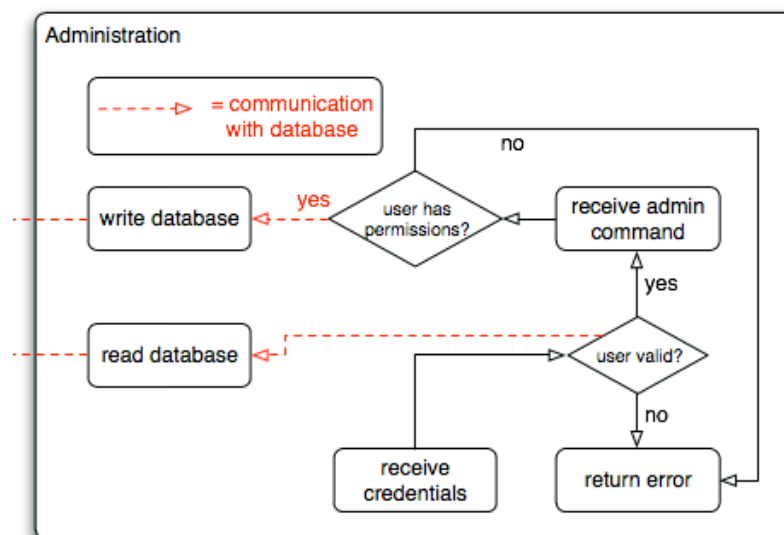 Administration
= communication
with database
no
yes
write database
user has
permissions?
receive admin
command
yes
read database
user valid?
no
receive
credentials
return error